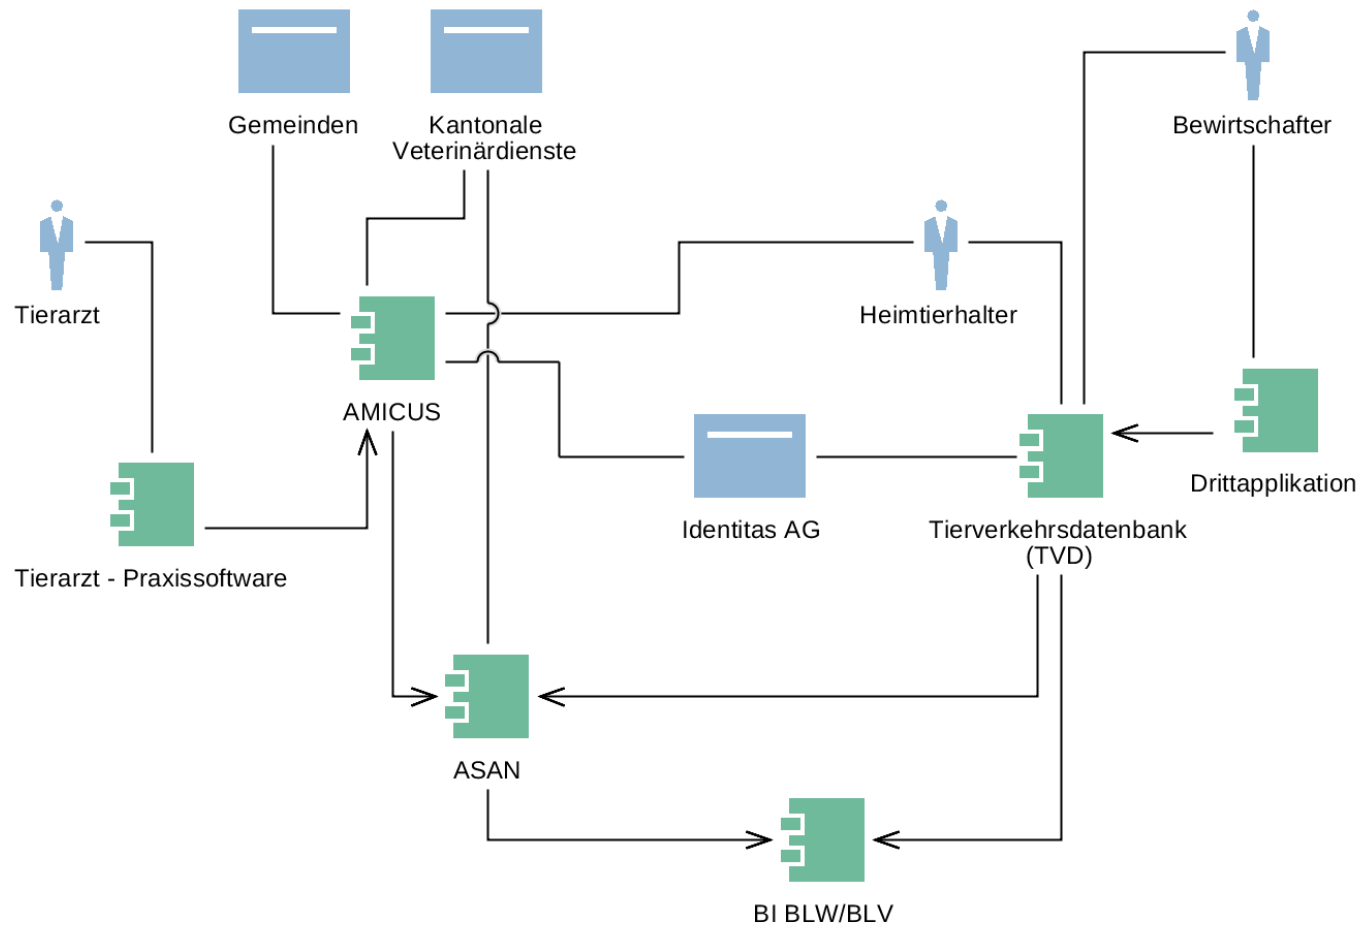 Gemeinden
Kantonale
Veterinärdienste
Bewirtschafter
Tierarzt
Heimtierhalter
AMICUS
Drittapplikation
Identitas AG
Tierverkehrsdatenbank
(TVD)
Tierarzt - Praxissoftware
ASAN
BI BLW/BLV